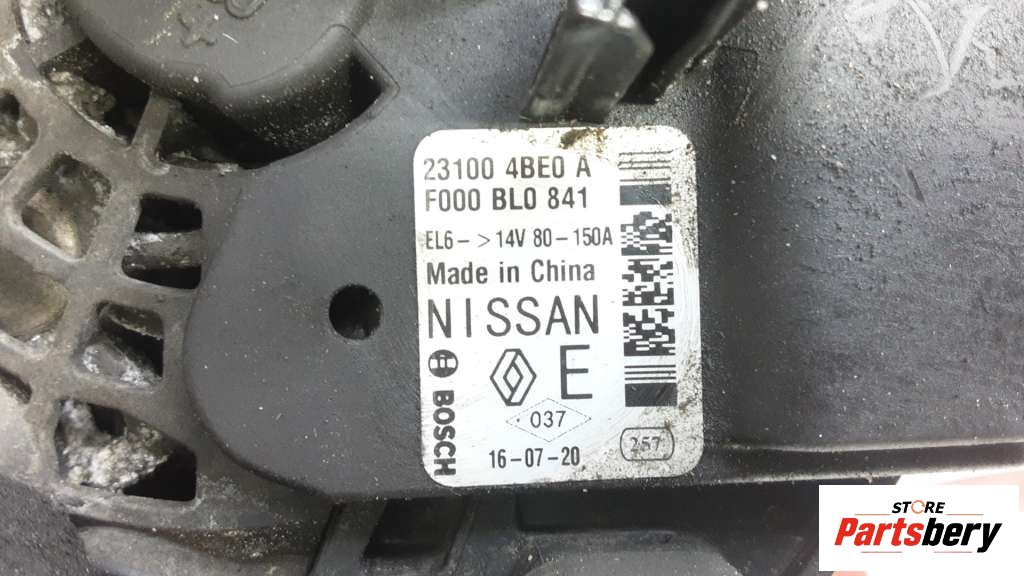 23100 4BE0 A
F000 BL0 841
EL6-> 14V 80-150A
Made in China
NISSAN
E
BOSCH
037
16-07-20
257
STORE
Partsbery